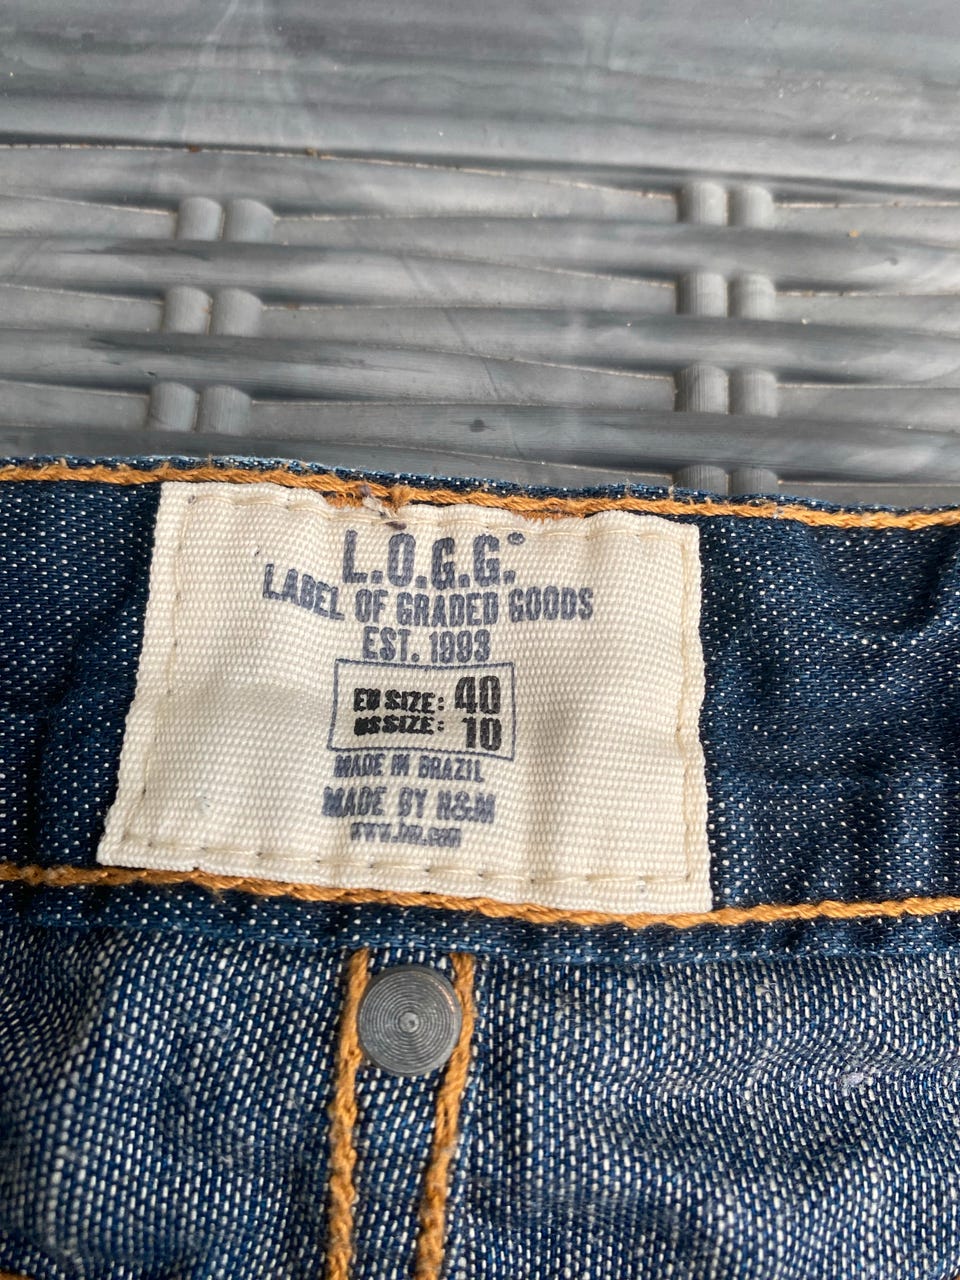 L.O.G.G.®
LABEL OF GRADED GOODS
EST. 1993
EU SIZE: 40
US SIZE: 10
MADE IN BRAZIL
MADE BY H&M
www.hm.com